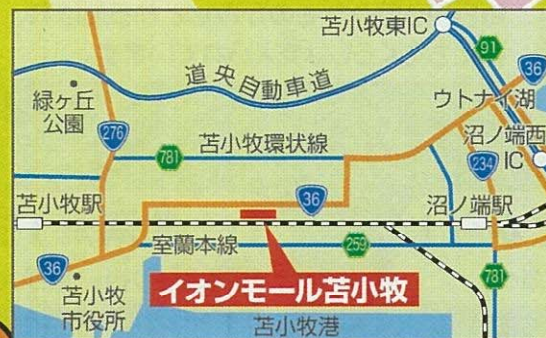 苫小牧東IC
91
道央自動車道
36
緑ヶ丘
公園
ウトナイ湖
276
沼ノ端西
IC
781
苫小牧環状線
234
苫小牧駅
36
沼ノ端駅
室蘭本線
259
36
781
苫小牧
市役所
イオンモール苫小牧
苫小牧港